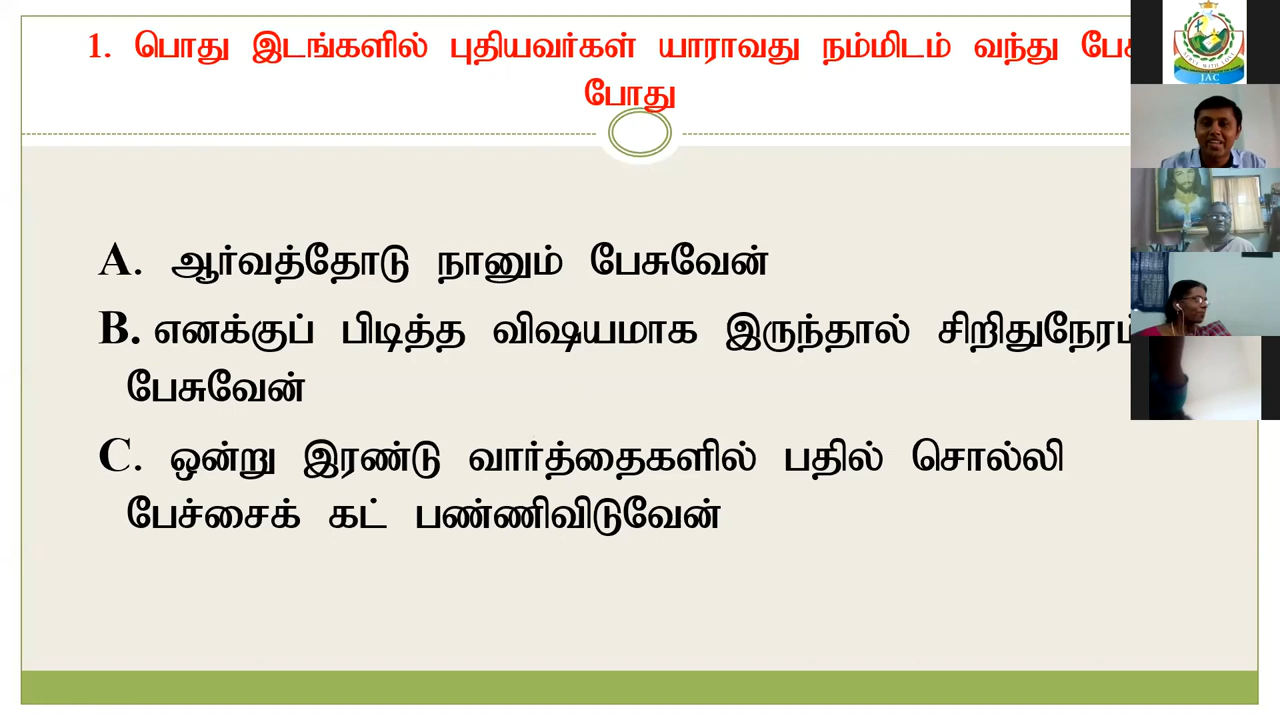 1. பொது இடங்களில் புதியவர்கள் யாராவது நம்மிடம் வந்து
போது
A. ஆர்வத்தோடு நானும் பேசுவேன்
B. எனக்குப் பிடித்த விஷயமாக இருந்தால் சிறிதுநேரம்
பேசுவேன்
C. ஒன்று இரண்டு வார்த்தைகளில் பதில் சொல்லி
பேச்சைக் கட் பண்ணிவிடுவேன்
JAC